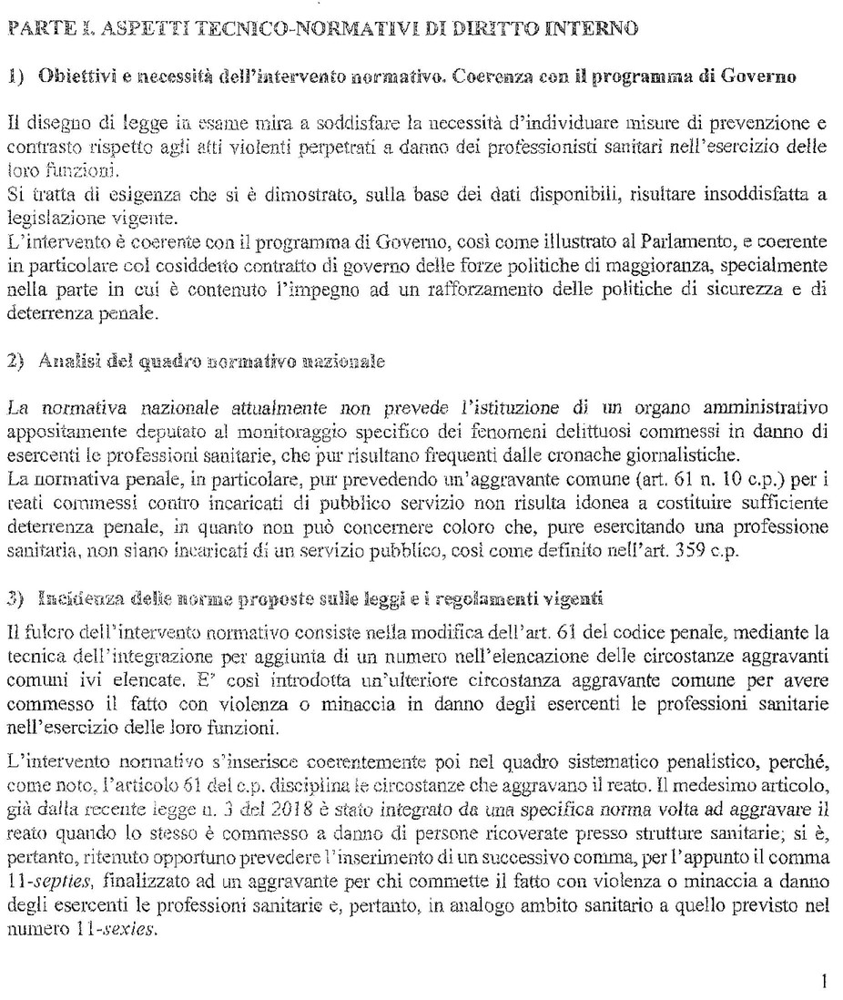 PARTE I. ASPETTI TECNICO-NORMATIVI DI DIRITTO INTERNO
1) Obiettivi e necessità dell'intervento normativo. Coerenza con il programma di Governo
Il disegno di legge in esame mira a soddisfare la necessità d'individuare misure di prevenzione e
contrasto rispetto agli atti violenti perpetrati a danno dei professionisti sanitari nell'esercizio delle
loro funzioni.
Si tratta di esigenza che si è dimostrato, sulla base dei dati disponibili, risultare insoddisfatta a
legislazione vigente.
L'intervento è coerente con il programma di Governo, così come illustrato al Parlamento, e coerente
in particolare col cosiddetto contratto di governo delle forze politiche di maggioranza, specialmente
nella parte in cui è contenuto l'impegno ad un rafforzamento delle politiche di sicurezza e di
deterrenza penale.
2) Analisi del quadro normativo nazionale
La normativa nazionale attualmente non prevede l'istituzione di un organo amministrativo
appositamente deputato al monitoraggio specifico dei fenomeni delittuosi commessi in danno di
esercenti le professioni sanitarie, che pur risultano frequenti dalle cronache giornalistiche.
La normativa penale, in particolare, pur prevedendo un'aggravante comune (art. 61 n. 10 c.p.) per i
reati commessi contro incaricati di pubblico servizio non risulta idonea a costituire sufficiente
deterrenza penale, in quanto non può concernere coloro che, pure esercitando una professione
sanitaria, non siano incaricati di un servizio pubblico, così come definito nell'art. 359 c.p.
3) Incidenza delle norme proposte sulle leggi e i regolamenti vigenti
Il fulcro dell'intervento normativo consiste nella modifica dell'art. 61 del codice penale, mediante la
tecnica dell'integrazione per aggiunta di un numero nell'elencazione delle circostanze aggravanti
comuni ivi elencate. E' così introdotta un'ulteriore circostanza aggravante comune per avere
commesso il fatto con violenza o minaccia in danno degli esercenti le professioni sanitarie
nell'esercizio delle loro funzioni.
L'intervento normativo s'inserisce coerentemente poi nel quadro sistematico penalistico, perché,
come noto, l'articolo 61 del c.p. disciplina le circostanze che aggravano il reato. Il medesimo articolo,
già dalla recente legge n. 3 del 2018 è stato integrato da una specifica norma volta ad aggravare il
reato quando lo stesso è commesso a danno di persone ricoverate presso strutture sanitarie; si è,
pertanto, ritenuto opportuno prevedere l'inserimento di un successivo comma, per l'appunto il comma
11-septies, finalizzato ad un aggravante per chi commette il fatto con violenza o minaccia a danno
degli esercenti le professioni sanitarie e, pertanto, in analogo ambito sanitario a quello previsto nel
numero 11-sexies.
1